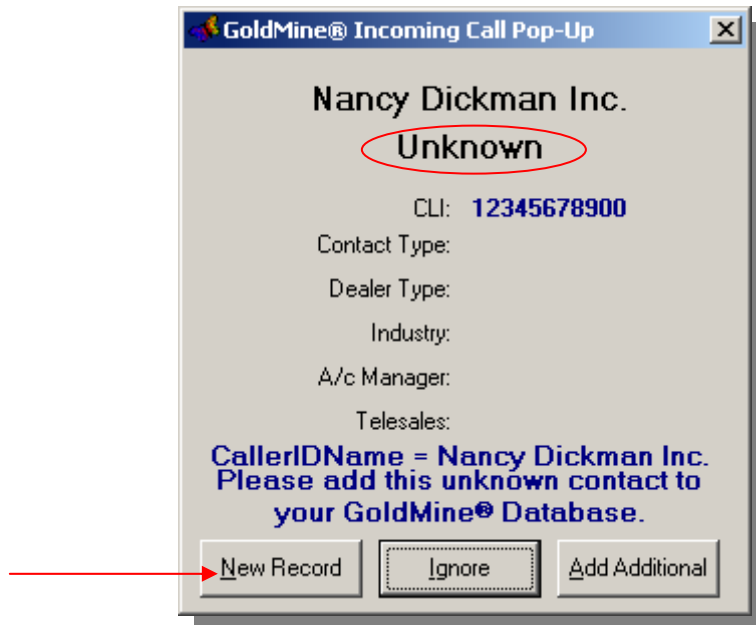 GoldMine® Incoming Call Pop-Up
Nancy Dickman Inc.
Unknown
CLI: 12345678900
Contact Type:
Dealer Type:
Industry:
A/c Manager:
Telesales:
CallerIDName = Nancy Dickman Inc.
Please add this unknown contact to
your GoldMine® Database.
New Record Ignore Add Additional